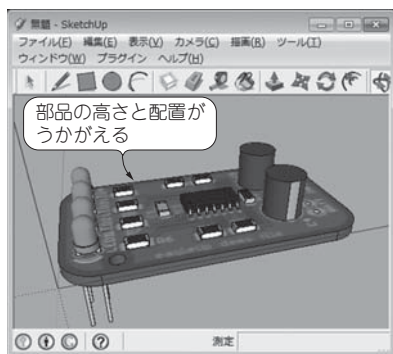 無題 - SketchUp
ファイル(F) 編集(E) 表示(V) カメラ(C) 描画(R) ツール(T)
ウィンドウ(W) プラグイン ヘルプ(H)
部品の高さと配置が
うかがえる
測定